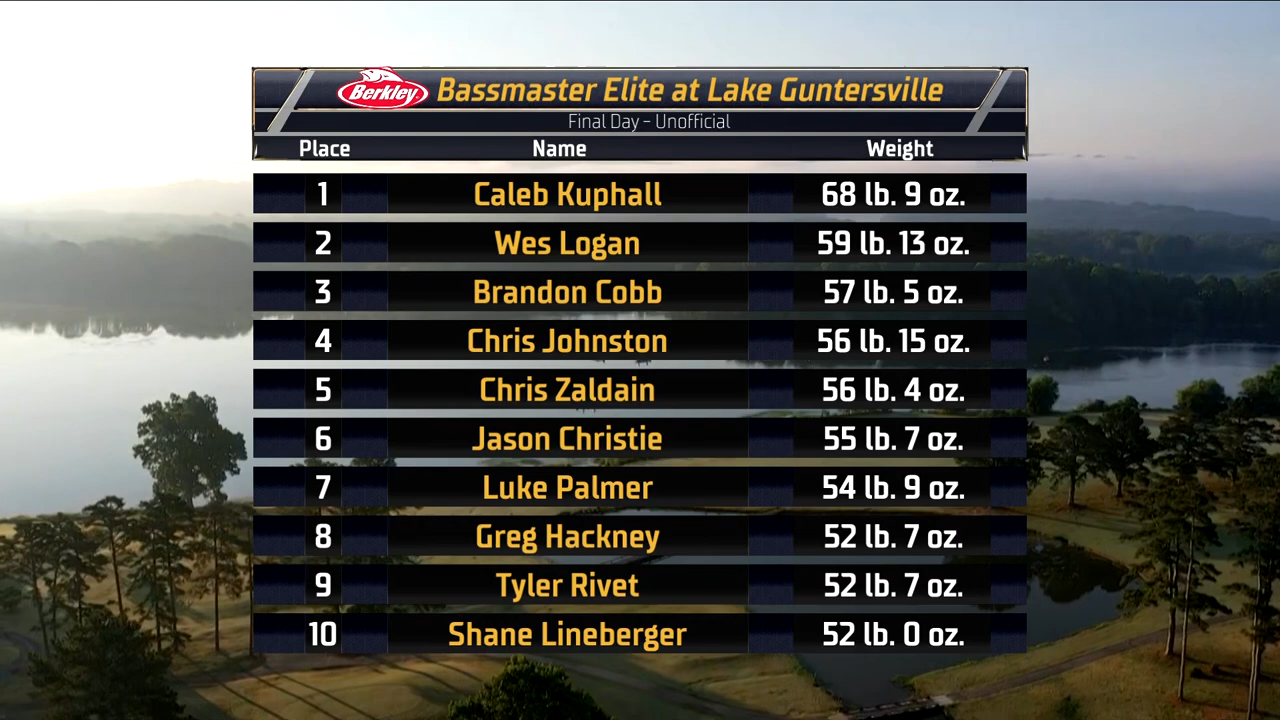 Berkley Bassmaster Elite at Lake Guntersville
Final Day - Unofficial
Place Name Weight
1 Caleb Kuphall 68 lb. 9 oz.
2 Wes Logan 59 lb. 13 oz.
3 Brandon Cobb 57 lb. 5 oz.
4 Chris Johnston 56 lb. 15 oz.
5 Chris Zaldain 56 lb. 4 oz.
6 Jason Christie 55 lb. 7 oz.
7 Luke Palmer 54 lb. 9 oz.
8 Greg Hackney 52 lb. 7 oz.
9 Tyler Rivet 52 lb. 7 oz.
10 Shane Lineberger 52 lb. 0 oz.